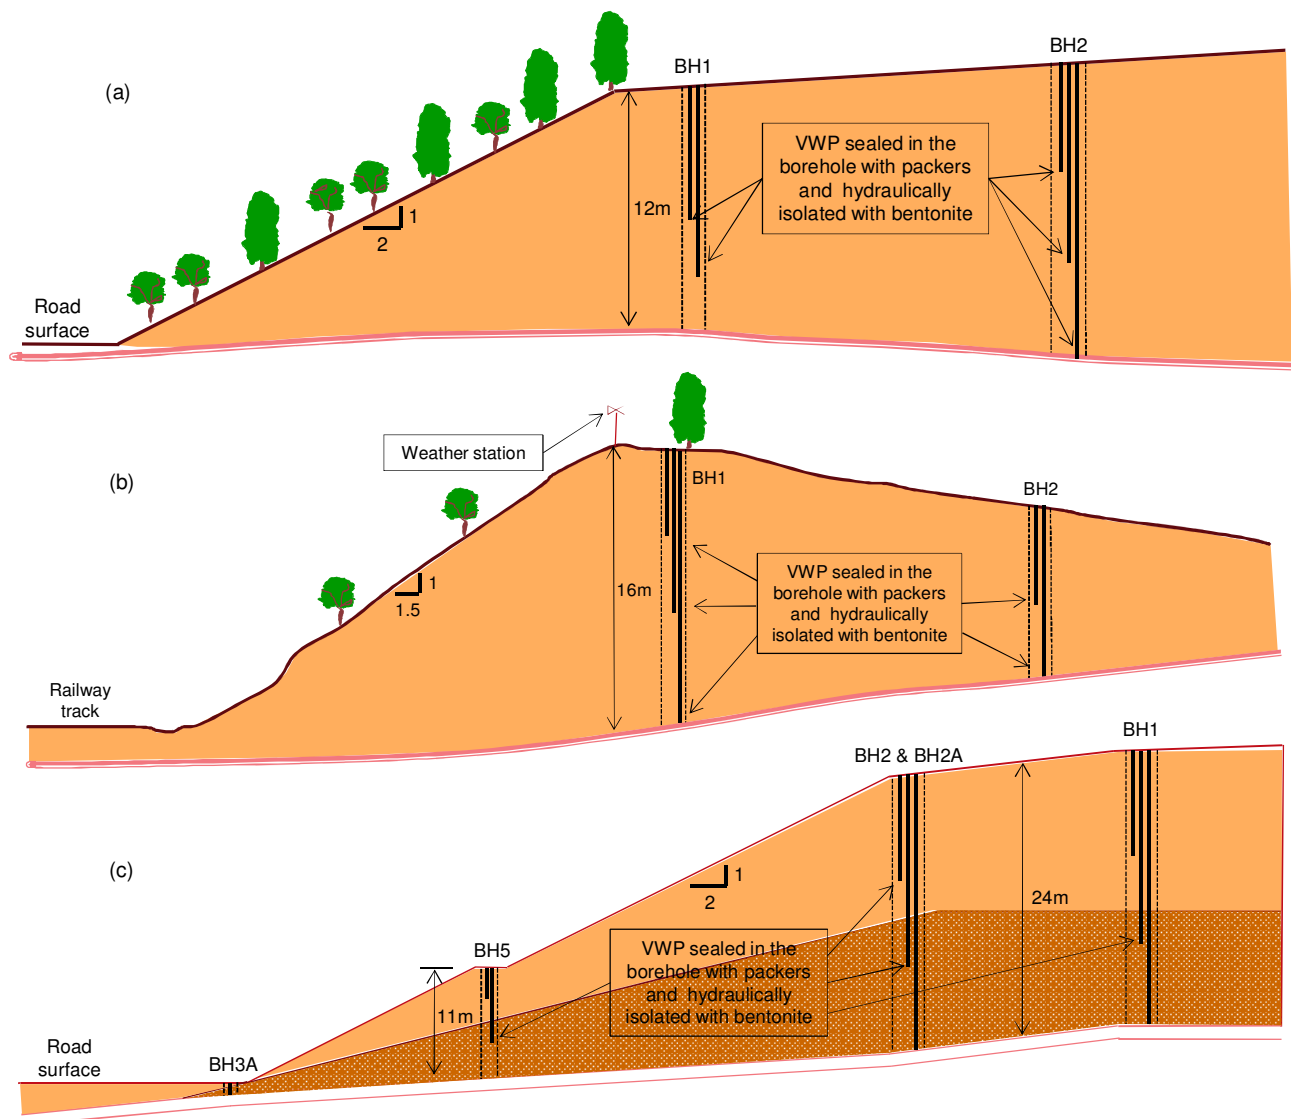 BH2
BH1
(a)
VWP sealed in the
borehole with packers
and hydraulically
isolated with bentonite
12m
1
2
Road
surface
Weather station
(b)
BH1
BH2
VWP sealed in the
borehole with packers
and hydraulically
isolated with bentonite
16m
1
1.5
Railway
track
BH1
BH2 & BH2A
(c)
1
2
24m
BH5
VWP sealed in the
borehole with packers
and hydraulically
isolated with bentonite
11m
Road
surface
BH3A